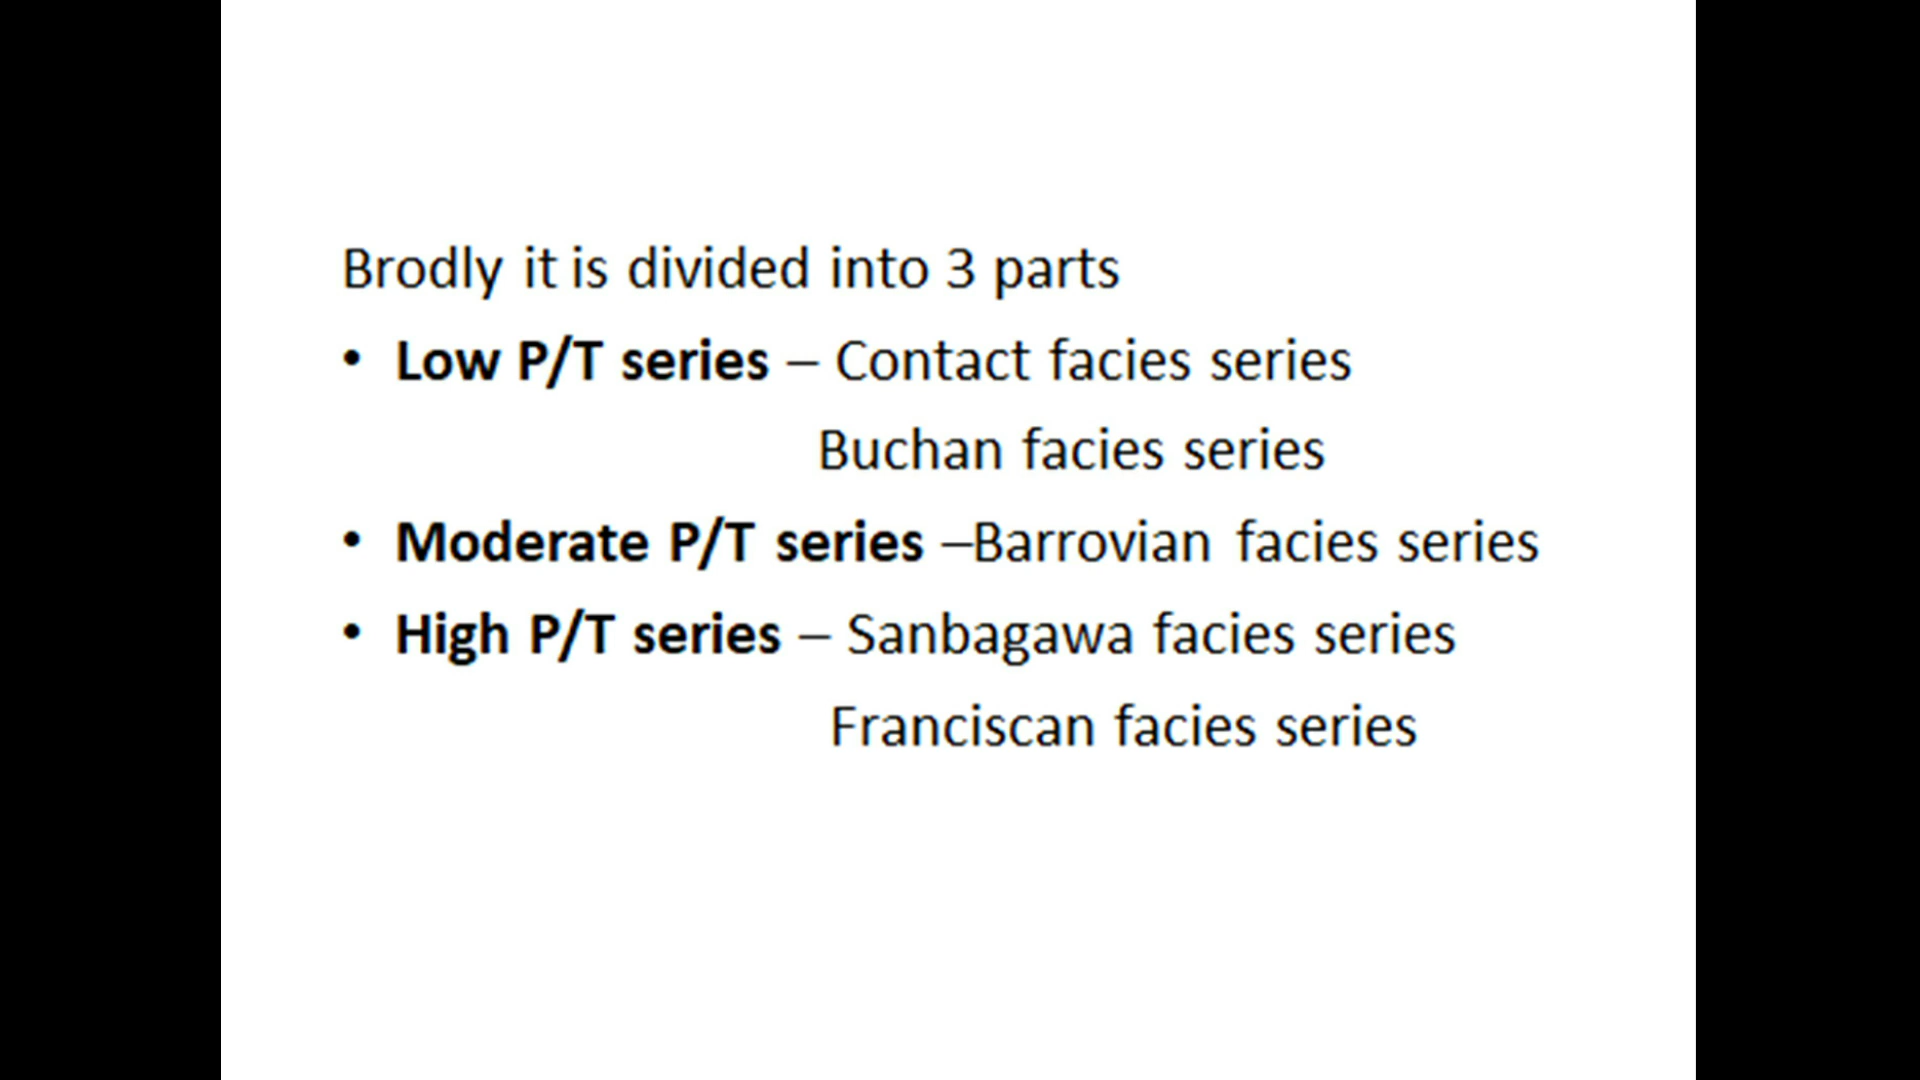 Brodly it is divided into 3 parts
• Low P/T series – Contact facies series
Buchan facies series
• Moderate P/T series –Barrovian facies series
• High P/T series – Sanbagawa facies series
Franciscan facies series